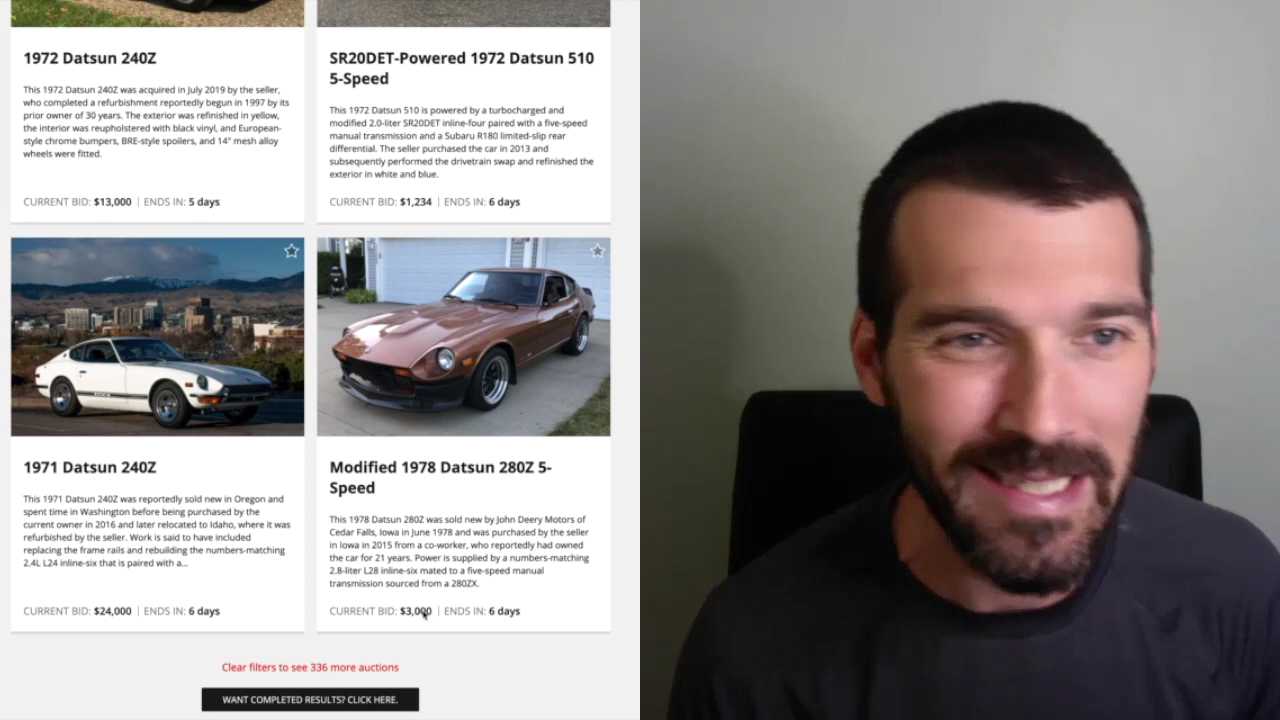 1972 Datsun 240Z
This 1972 Datsun 240Z was acquired in July 2019 by the seller,
who completed a refurbishment reportedly begun in 1997 by its
prior owner of 30 years. The exterior was refinished in yellow,
the interior was reupholstered with black vinyl, and European-
style chrome bumpers, BRE-style spoilers, and 14" mesh alloy
wheels were fitted.
CURRENT BID: $13,000 | ENDS IN: 5 days
SR20DET-Powered 1972 Datsun 510
5-Speed
This 1972 Datsun 510 is powered by a turbocharged and
modified 2.0-liter SR20DET inline-four paired with a five-speed
manual transmission and a Subaru R180 limited-slip rear
differential. The seller purchased the car in 2013 and
subsequently performed the drivetrain swap and refinished the
exterior in white and blue.
CURRENT BID: $1,234 | ENDS IN: 6 days
1971 Datsun 240Z
This 1971 Datsun 240Z was reportedly sold new in Oregon and
spent time in Washington before being purchased by the
current owner in 2016 and later relocated to Idaho, where it was
refurbished by the seller. Work is said to have included
replacing the frame rails and rebuilding the numbers-matching
2.4L L24 inline-six that is paired with a...
CURRENT BID: $24,000 | ENDS IN: 6 days
Modified 1978 Datsun 280Z 5-
Speed
This 1978 Datsun 280Z was sold new by John Deery Motors of
Cedar Falls, Iowa in June 1978 and was purchased by the seller
in Iowa in 2015 from a co-worker, who reportedly had owned
the car for 21 years. Power is supplied by a numbers-matching
2.8-liter L28 inline-six mated to a five-speed manual
transmission sourced from a 280ZX.
CURRENT BID: $3,000 | ENDS IN: 6 days
Clear filters to see 336 more auctions
WANT COMPLETED RESULTS? CLICK HERE.